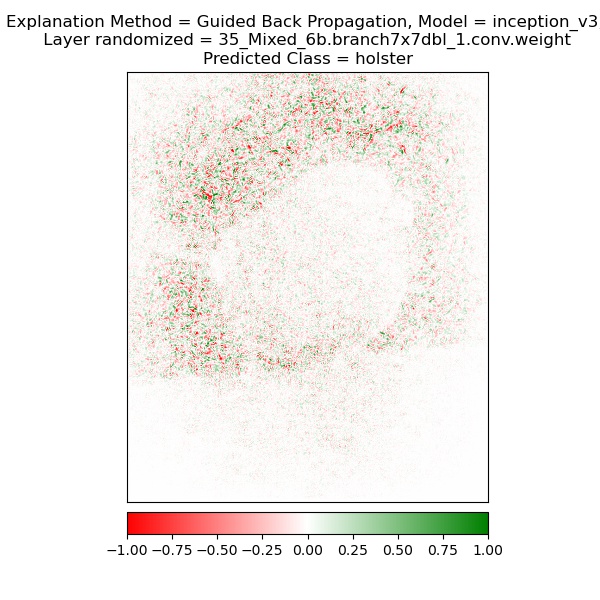 Explanation Method = Guided Back Propagation, Model = inception_v3
Layer randomized = 35_Mixed_6b.branch7x7dbl_1.conv.weight
Predicted Class = holster
−1.00 −0.75 −0.50 −0.25 0.00 0.25 0.50 0.75 1.00